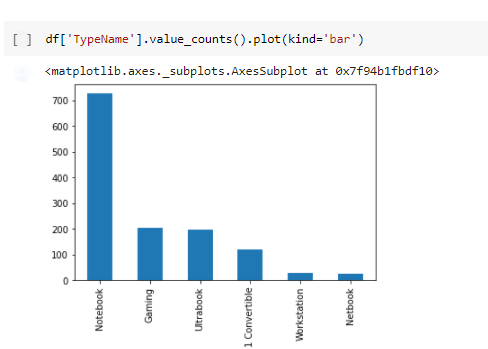 [ ] df['TypeName'].value_counts().plot(kind='bar')
<matplotlib.axes._subplots.AxesSubplot at 0x7f94b1fbdf10>
700
600
500
400
300
200
100
0
Notebook
Gaming
Ultrabook
1 Convertible
Workstation
Netbook